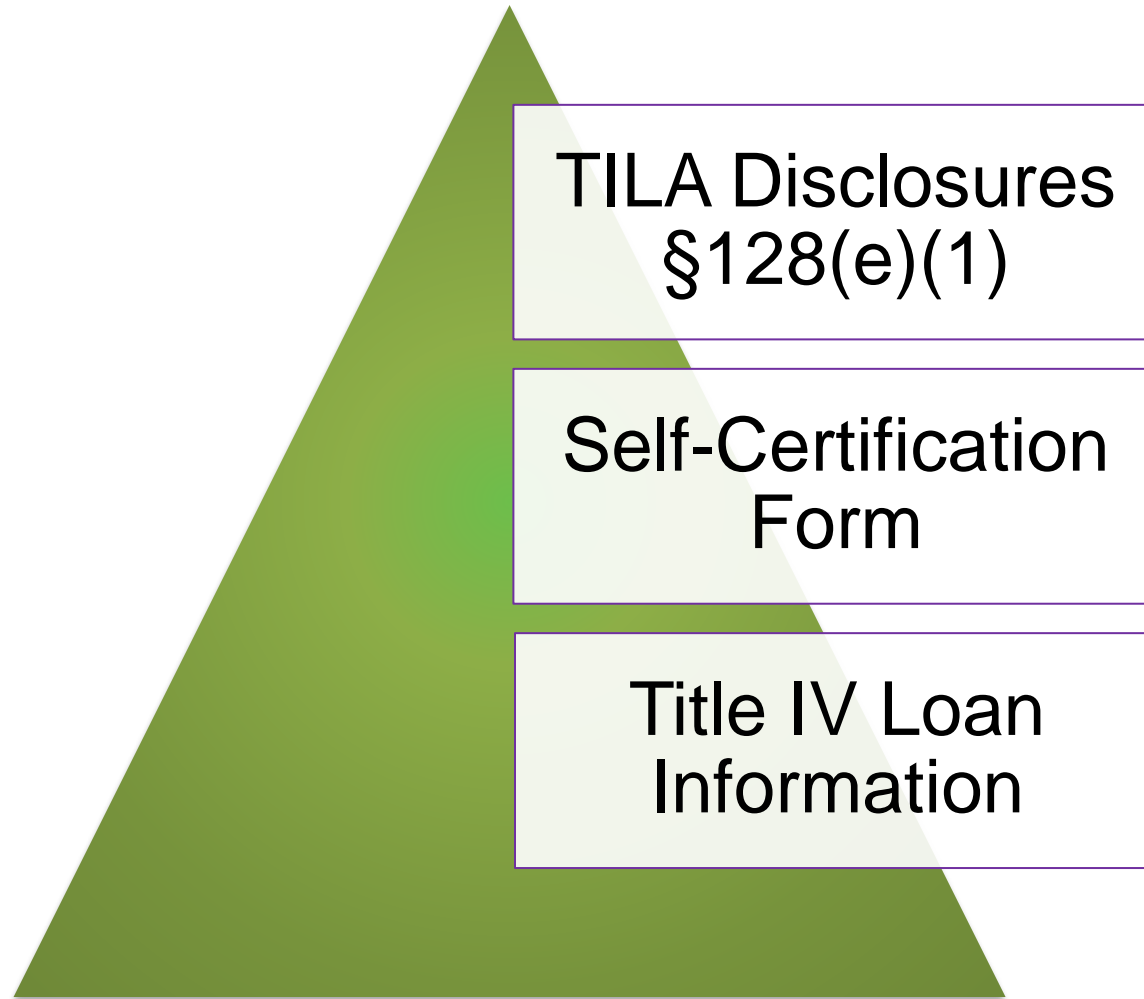 TILA Disclosures
§128(e)(1)
Self-Certification
Form
Title IV Loan
Information